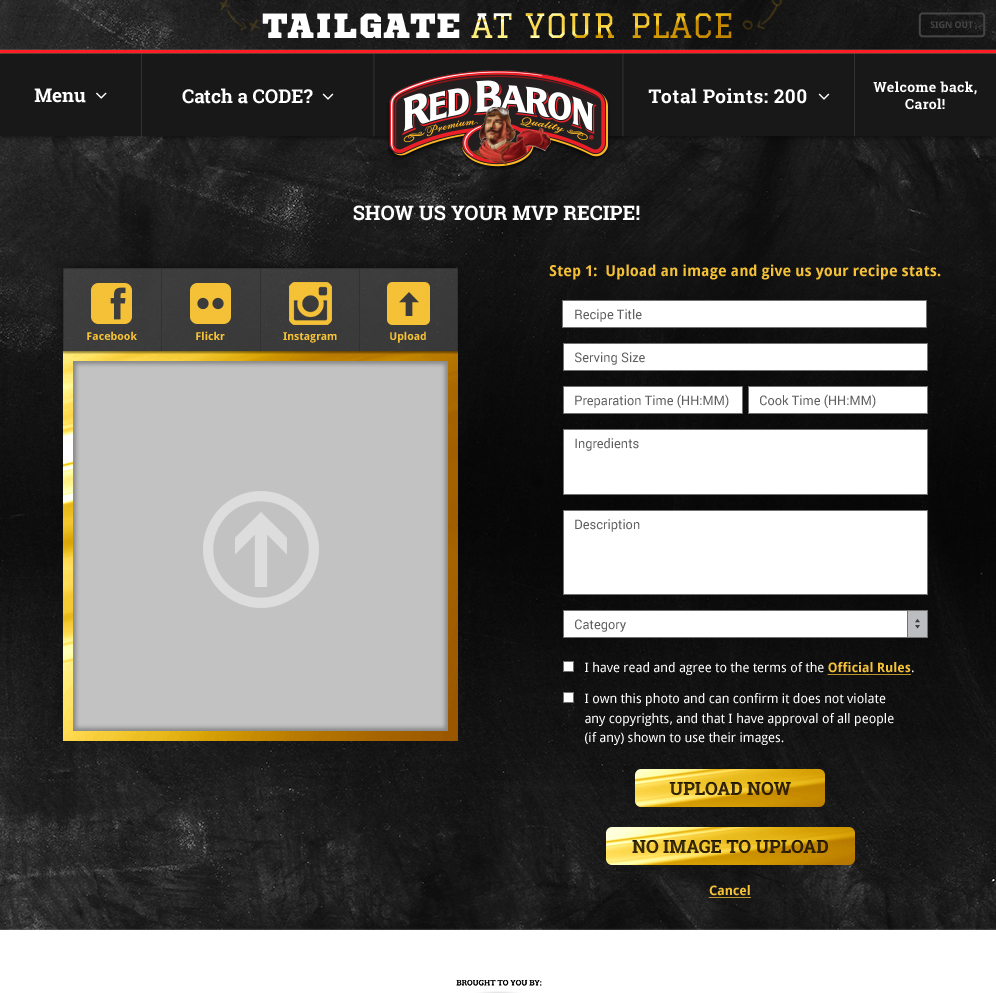 TAILGATE AT YOUR PLACE
SIGN OUT
Menu
Catch a CODE?
RED BARON
Premium Quality
Total Points: 200
Welcome back,
Carol!
SHOW US YOUR MVP RECIPE!
Facebook
Flickr
Instagram
Upload
Step 1: Upload an image and give us your recipe stats.
Recipe Title
Serving Size
Preparation Time (HH:MM)
Cook Time (HH:MM)
Ingredients
Description
Category
I have read and agree to the terms of the Official Rules.
I own this photo and can confirm it does not violate
any copyrights, and that I have approval of all people
(if any) shown to use their images.
UPLOAD NOW
NO IMAGE TO UPLOAD
Cancel
BROUGHT TO YOU BY: